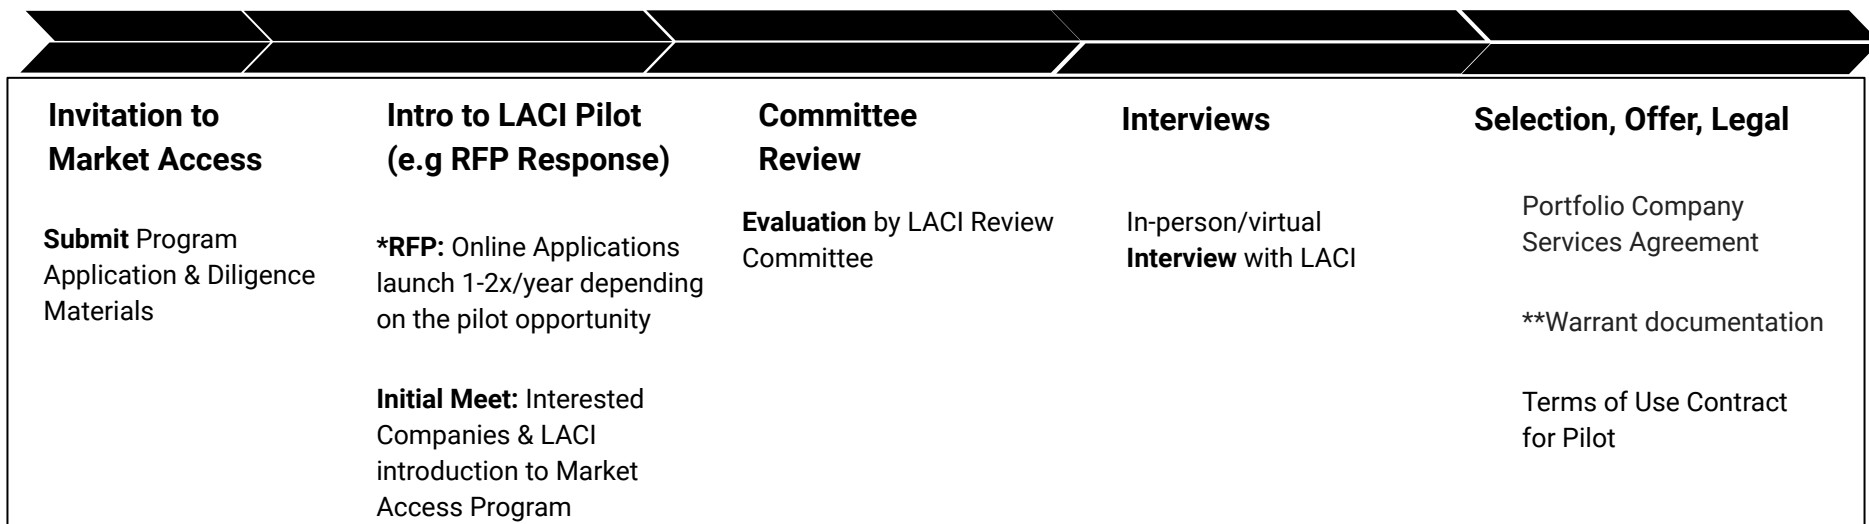 Invitation to
Market Access
Submit Program
Application & Diligence
Materials
Intro to LACI Pilot
(e.g RFP Response)
*RFP: Online Applications
launch 1-2x/year depending
on the pilot opportunity
Initial Meet: Interested
Companies & LACI
introduction to Market
Access Program
Committee
Review
Evaluation by LACI Review
Committee
Interviews
In-person/virtual
Interview with LACI
Selection, Offer, Legal
Portfolio Company
Services Agreement
**Warrant documentation
Terms of Use Contract
for Pilot